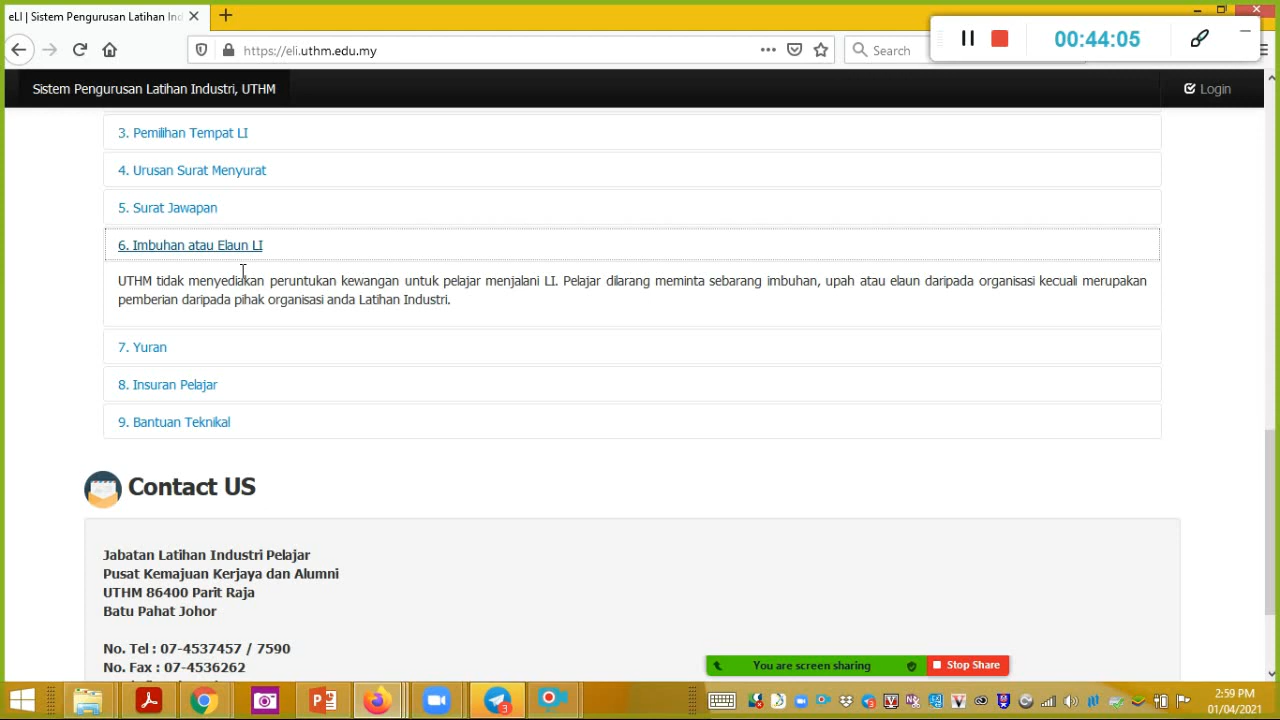 eLI | Sistem Pengurusan Latihan Ind
00:44:05
https://eli.uthm.edu.my
Search
Sistem Pengurusan Latihan Industri, UTHM
Login
3. Pemilihan Tempat LI
4. Urusan Surat Menyurat
5. Surat Jawapan
6. Imbuhan atau Elaun LI
UTHM tidak menyediakan peruntukan kewangan untuk pelajar menjalani LI. Pelajar dilarang meminta sebarang imbuhan, upah atau elaun daripada organisasi kecuali merupakan
pemberian daripada pihak organisasi anda Latihan Industri.
7. Yuran
8. Insuran Pelajar
9. Bantuan Teknikal
Contact US
Jabatan Latihan Industri Pelajar
Pusat Kemajuan Kerjaya dan Alumni
UTHM 86400 Parit Raja
Batu Pahat Johor
No. Tel : 07-4537457 / 7590
No. Fax : 07-4536262
You are screen sharing
Stop Share
3
2:59 PM
01/04/2021